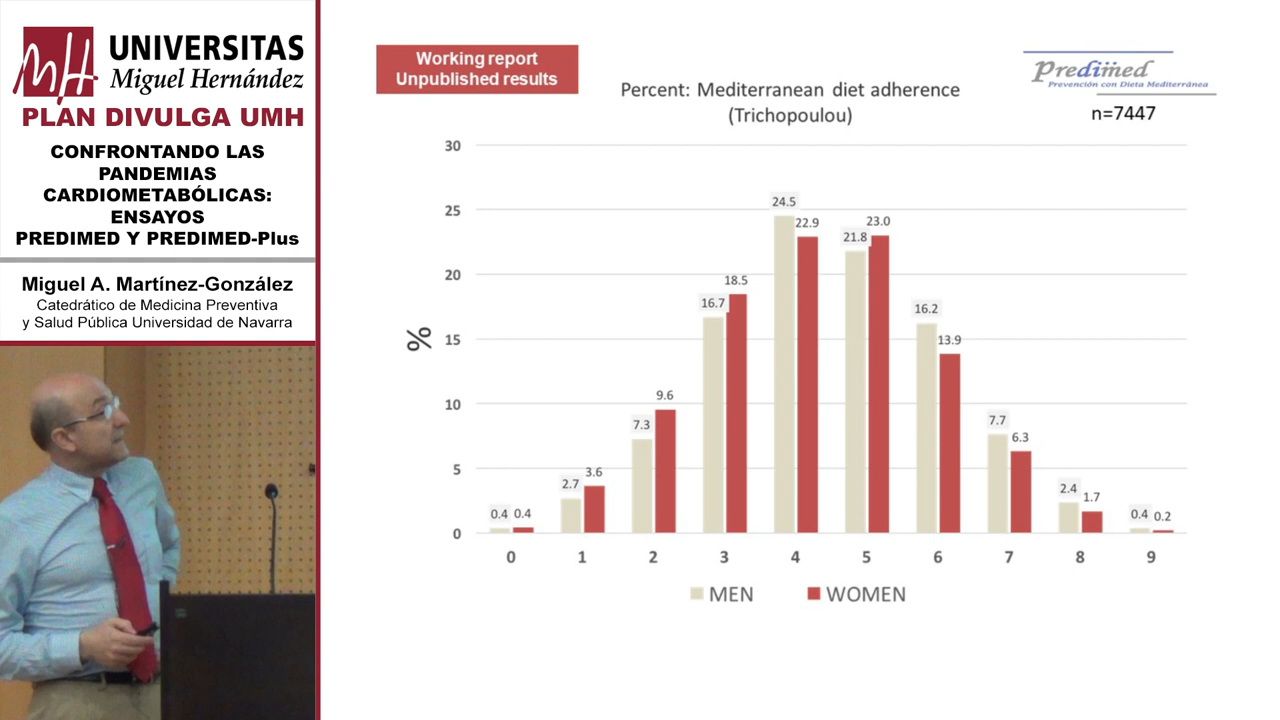 UNIVERSITAS
Miguel Hernández
PLAN DIVULGA UMH
CONFRONTANDO LAS
PANDEMIAS
CARDIOMETABÓLICAS:
ENSAYOS
PREDIMED Y PREDIMED-Plus
Miguel A. Martínez-González
Catedrático de Medicina Preventiva
y Salud Pública Universidad de Navarra
Working report
Unpublished results
Percent: Mediterranean diet adherence
(Trichopoulou)
Predimed
Prevención con Dieta Mediterránea
n=7447
30
25
20
15
10
5
0
%
0.4 0.4
2.7 3.6
7.3 9.6
16.7 18.5
24.5 22.9
21.8 23.0
16.2 13.9
7.7 6.3
2.4 1.7
0.4 0.2
0 1 2 3 4 5 6 7 8 9
MEN WOMEN